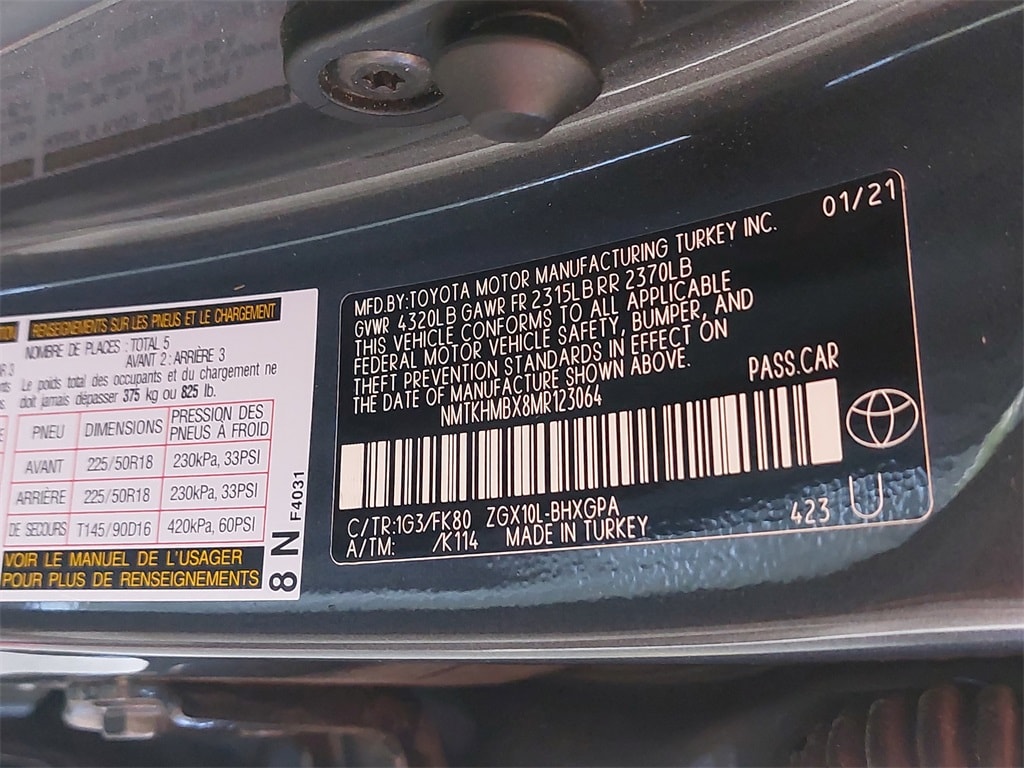 RENSEIGNEMENTS SUR LES PNEUS ET LE CHARGEMENT
NOMBRE DE PLACES : TOTAL 5
AVANT 2 : ARRIÈRE 3
Le poids total des occupants et du chargement ne
doit jamais dépasser 375 kg ou 825 lb.
PNEU DIMENSIONS PRESSION DES PNEUS A FROID
AVANT 225/50R18 230kPa, 33PSI
ARRIÈRE 225/50R18 230kPa, 33PSI
DE SECOURS T145/90D16 420kPa, 60PSI
VOIR LE MANUEL DE L'USAGER
POUR PLUS DE RENSEIGNEMENTS
8 N F4031
01/21
MFD.BY:TOYOTA MOTOR MANUFACTURING TURKEY INC.
GVWR 4320LB GAWR FR 2315LB RR 2370LB
THIS VEHICLE CONFORMS TO ALL APPLICABLE
FEDERAL MOTOR VEHICLE SAFETY, BUMPER, AND
THEFT PREVENTION STANDARDS IN EFFECT ON
THE DATE OF MANUFACTURE SHOWN ABOVE.
NMTKHMBX8MR123064 PASS.CAR
C/TR:1G3/FK80 ZGX10L-BHXGPA
A/TM: /K114 MADE IN TURKEY
423 U